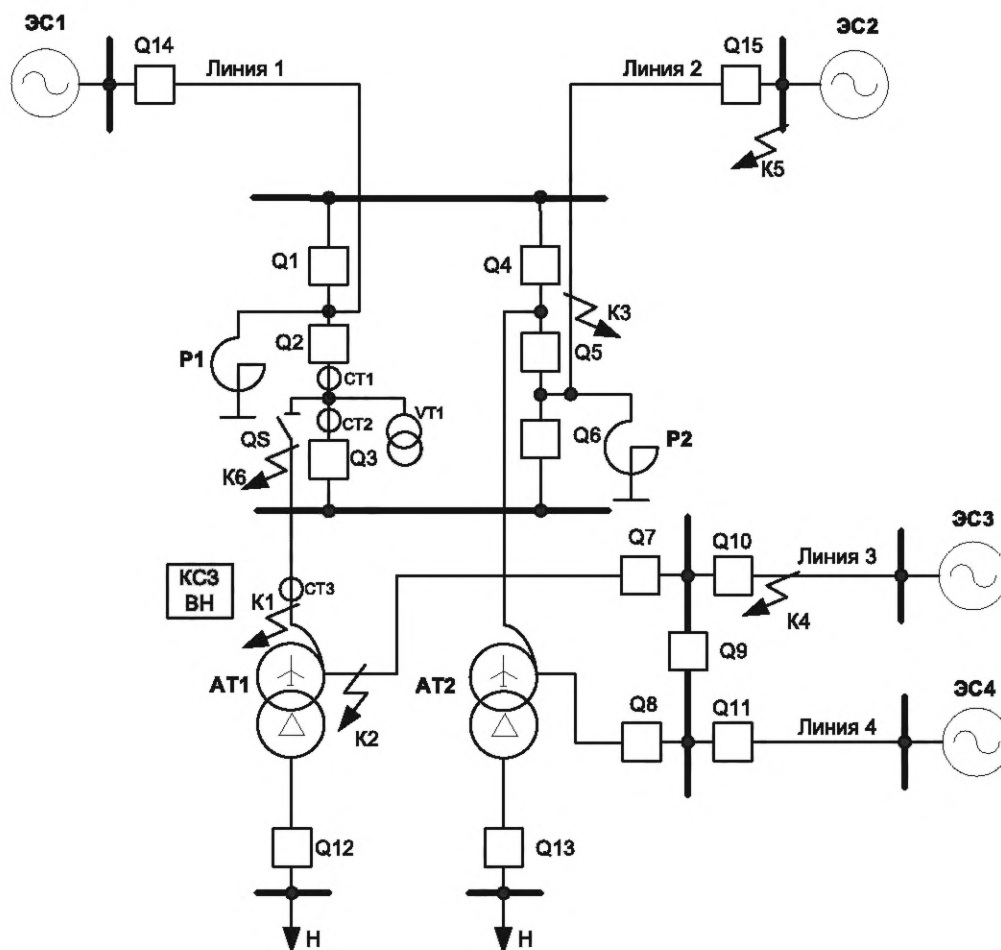 ЭС1
Q14
Линия 1
Линия 2
Q15
ЭС2
K5
Q1
Q4
K3
Q2
Q5
P1
CT1
VT1
CT2
QS
Q3
Q6
P2
K6
Q7
Q10
Линия 3
ЭС3
КСЗ
ВН
CT3
K1
K4
Q9
AT1
AT2
K2
Q8
Q11
Линия 4
ЭС4
Q12
Q13
Н
Н